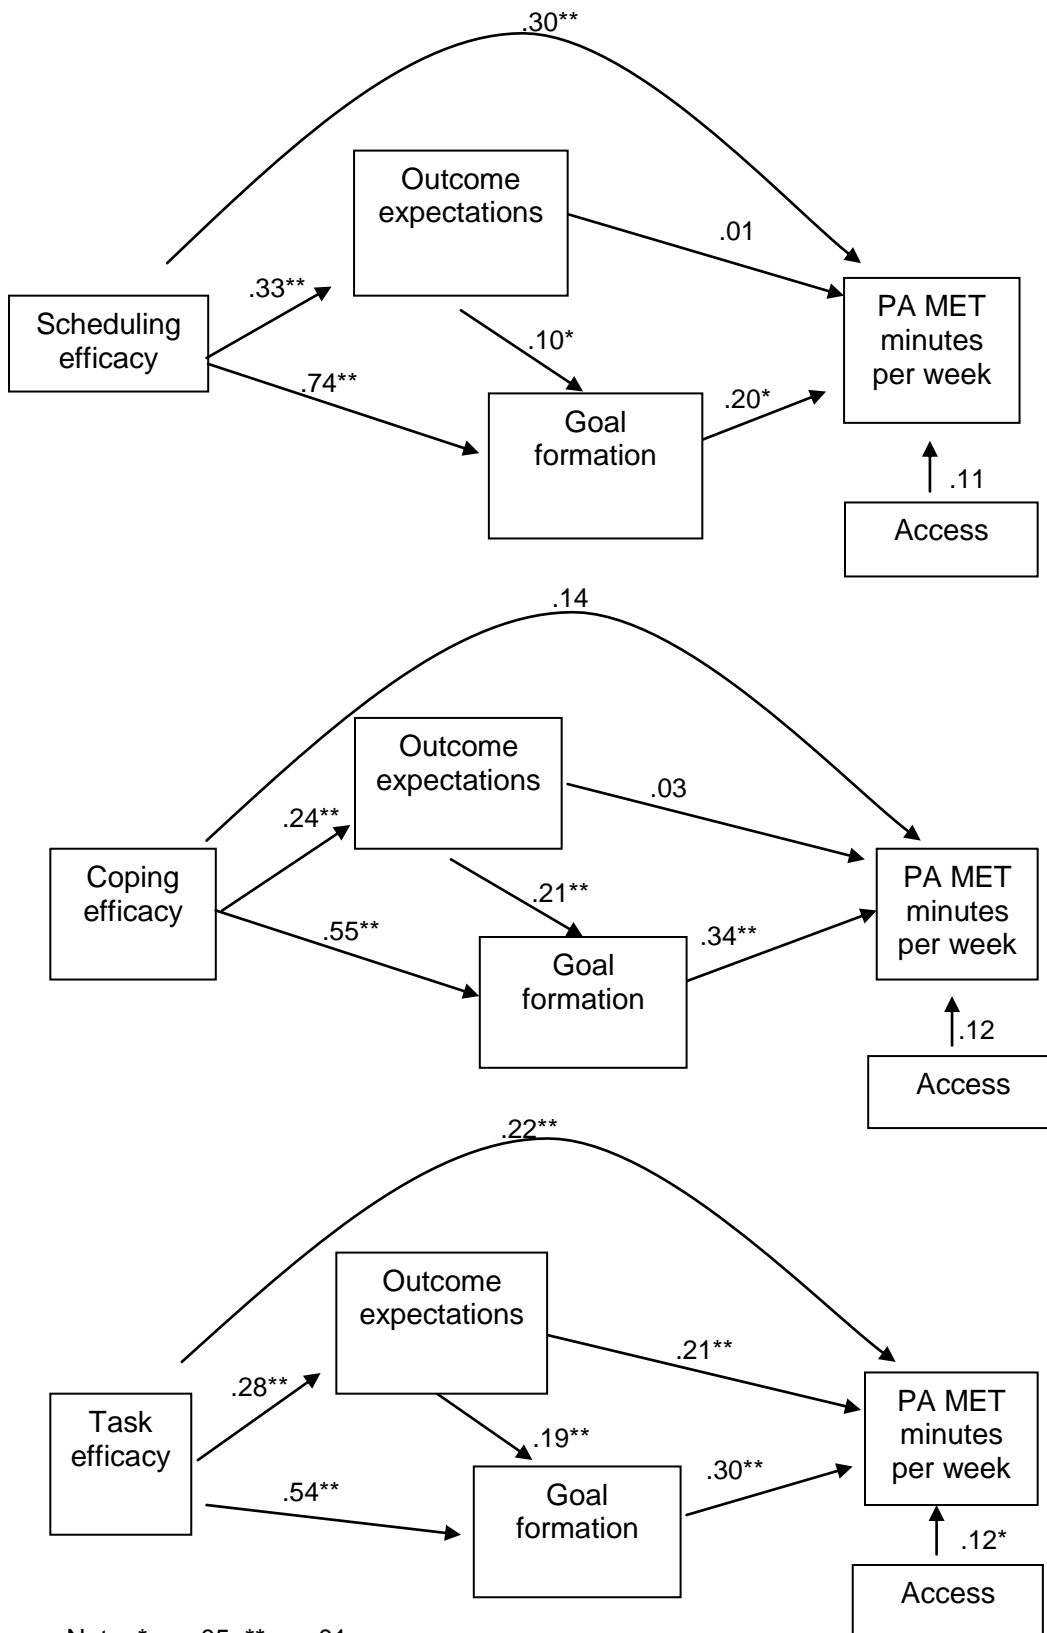 .30**
Outcome
expectations
.01
.33**
PA MET
minutes
per week
Scheduling
efficacy
.10*
.74**
.20*
Goal
formation
.11
Access
.14
Outcome
expectations
.03
.24**
Coping
efficacy
PA MET
minutes
per week
.21**
.55**
.34**
Goal
formation
.12
Access
.22**
Outcome
expectations
.21**
.28**
Task
efficacy
PA MET
minutes
per week
.19**
.30**
.54**
Goal
formation
.12*
Access